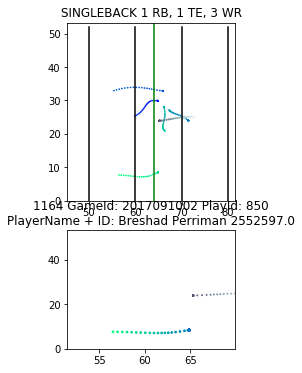 SINGLEBACK 1 RB, 1 TE, 3 WR
50
40
30
20
10
0
50 60 70 80
1164 GameId: 2017091002 PlayId: 850
PlayerName + ID: Breshad Perriman 2552597.0
40
20
0
55 60 65